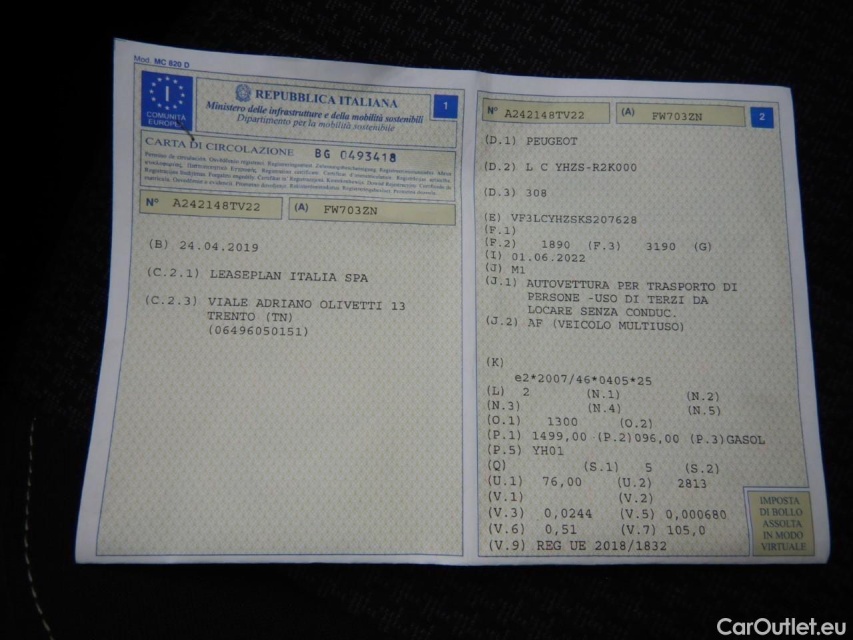 Mod. MC 820 D
COMUNITÀ
EUROPEA
REPUBBLICA ITALIANA
Ministero delle infrastrutture e della mobilità sostenibili
Dipartimento per la mobilità sostenibile
1
CARTA DI CIRCOLAZIONE BG 0493418
N° A242148TV22 (A) FW703ZN
(B) 24.04.2019
(C.2.1) LEASEPLAN ITALIA SPA
(C.2.3) VIALE ADRIANO OLIVETTI 13
TRENTO (TN)
(06496050151)
N° A242148TV22 (A) FW703ZN 2
(D.1) PEUGEOT
(D.2) L C YHZS-R2K000
(D.3) 308
(E) VF3LCYHZSKS207628
(F.1)
(F.2) 1890 (F.3) 3190 (G)
(I) 01.06.2022
(J) M1
(J.1) AUTOVETTURA PER TRASPORTO DI
PERSONE -USO DI TERZI DA
LOCARE SENZA CONDUC.
(J.2) AF (VEICOLO MULTIUSO)
(K)
e2*2007/46*0405*25
(L) 2 (N.1) (N.2)
(N.3) (N.4) (N.5)
(O.1) 1300 (O.2)
(P.1) 1499,00 (P.2)096,00 (P.3)GASOL
(P.5) YH01
(Q) (S.1) 5 (S.2)
(U.1) 76,00 (U.2) 2813
(V.1) (V.2)
(V.3) 0,0244 (V.5) 0,000680
(V.6) 0,51 (V.7) 105,0
(V.9) REG UE 2018/1832
IMPOSTA
DI BOLLO
ASSOLTA
IN MODO
VIRTUALE
CarOutlet.eu